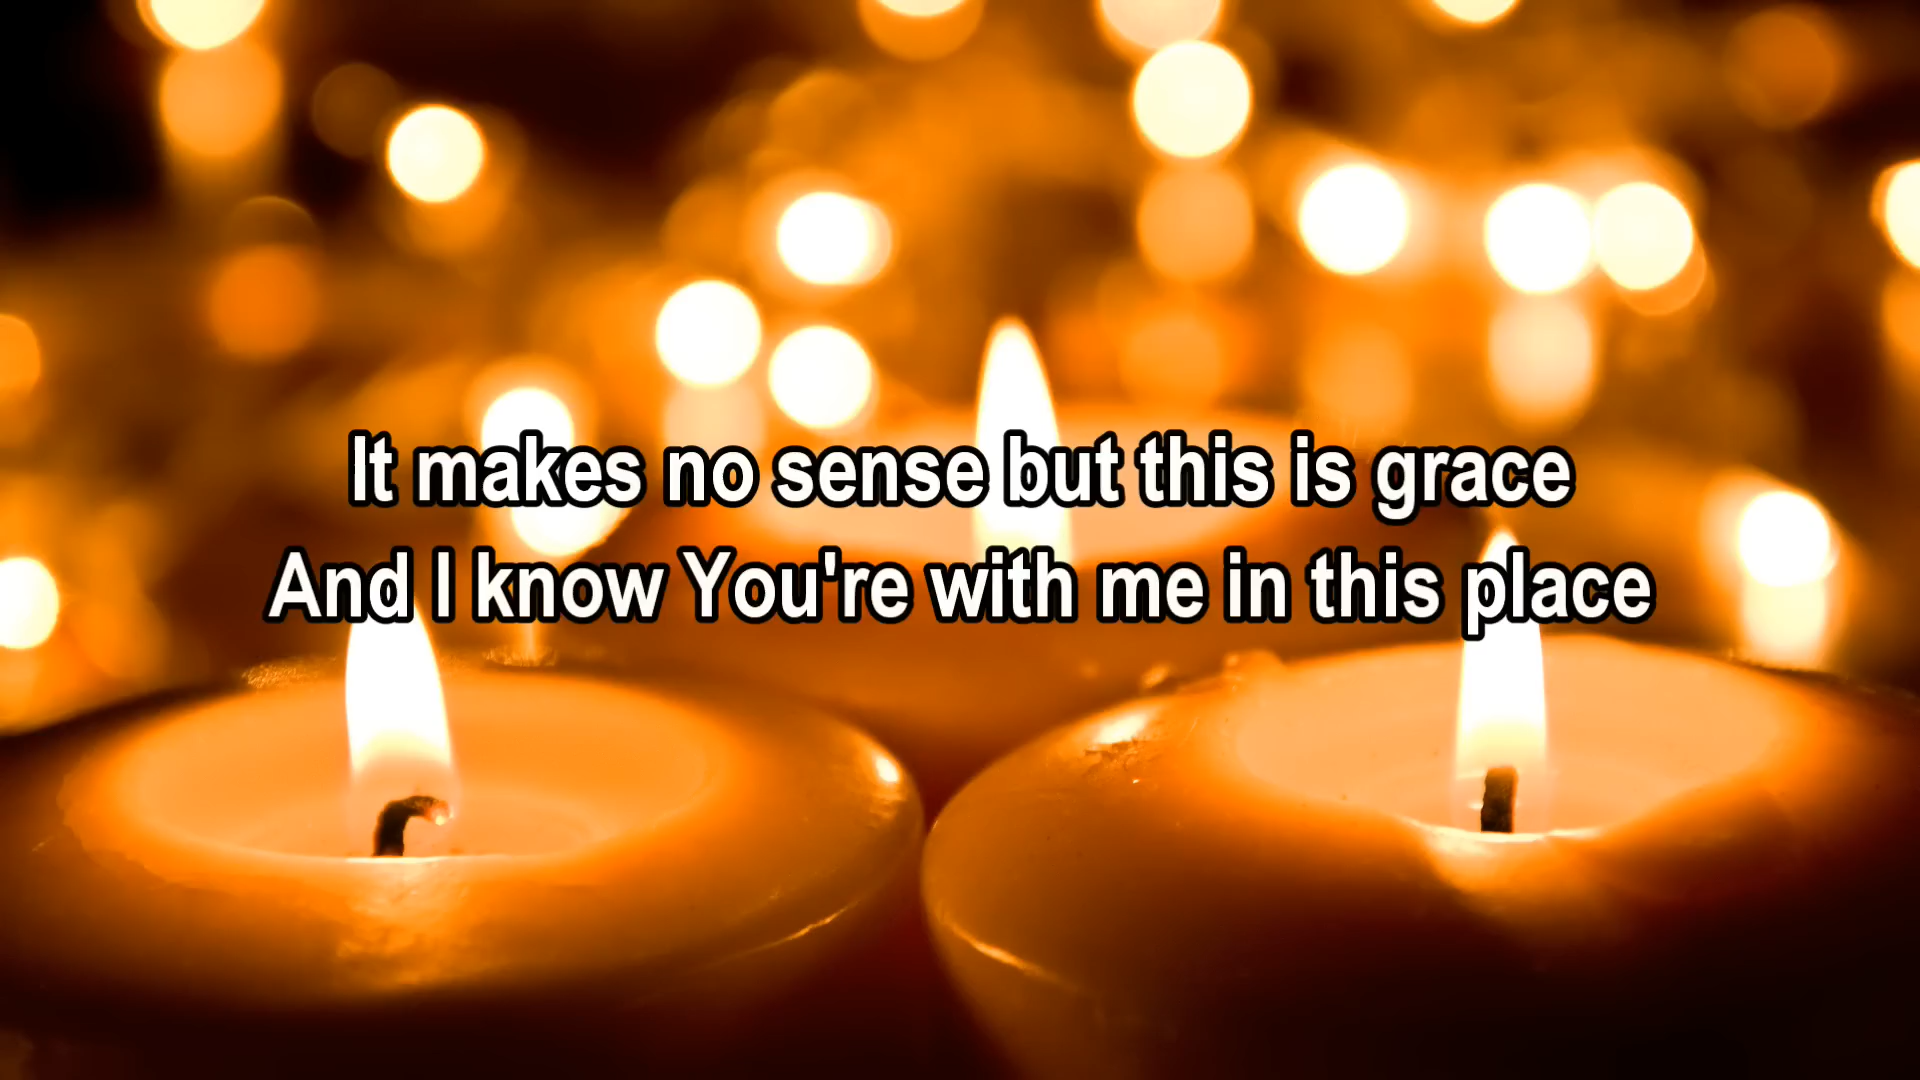 It makes no sense but this is grace
And I know You're with me in this place